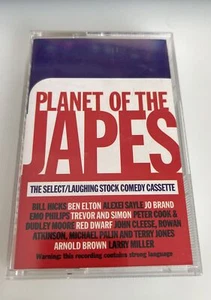 PLANET OF THE
JAPES
THE SELECT/LAUGHING STOCK COMEDY CASSETTE
BILL HICKS BEN ELTON ALEXEI SAYLE JO BRAND
EMO PHILIPS TREVOR AND SIMON PETER COOK &
DUDLEY MOORE RED DWARF JOHN CLEESE, ROWAN
ATKINSON, MICHAEL PALIN AND TERRY JONES
ARNOLD BROWN LARRY MILLER
Warning: this recording contains strong language